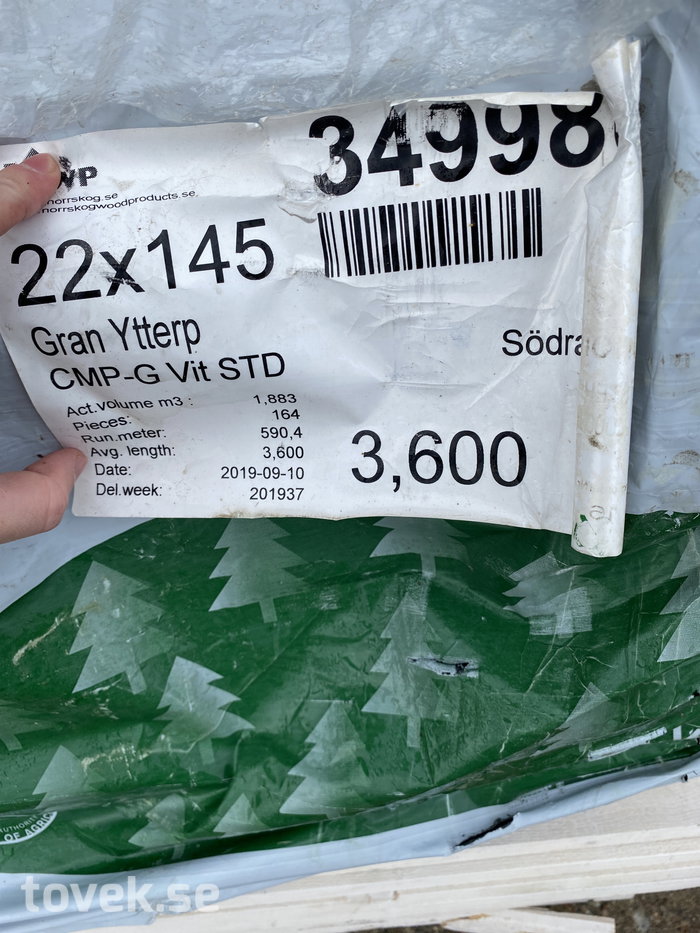 34998
norrskog.se
norrskogwoodproducts.se
22x145
Gran Ytterp
Södra
CMP-G Vit STD
Act.Volume m3 : 1,883
Pieces: 164
Run.meter: 590,4
Avg. length: 3,600
Date: 2019-09-10
Del.week: 201937
3,600
OF AGRIC
tovek.se